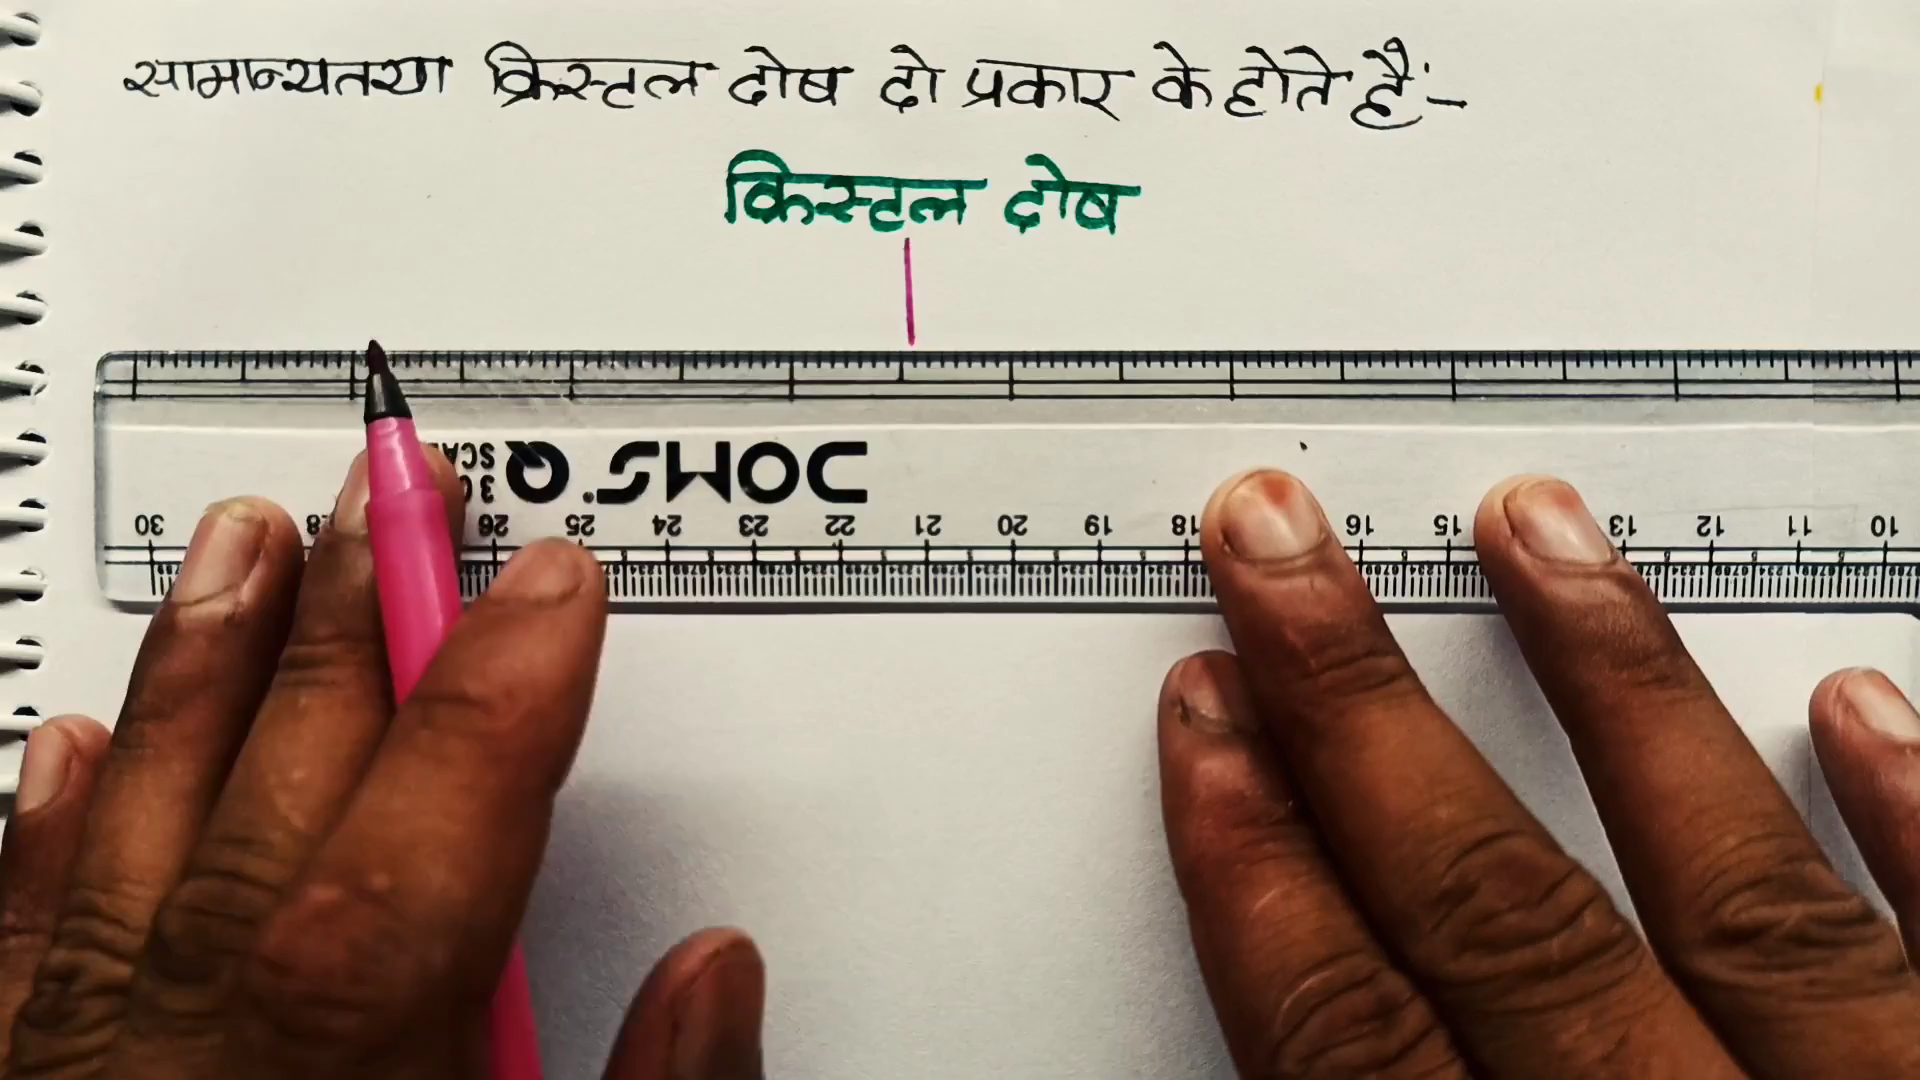 सामान्यतया क्रिस्टल दोष दो प्रकार के होते है:-
क्रिस्टल दोष
DOMS. Q
30 26 25 24 23 22 21 20 19 18 16 15 13 12 11 10